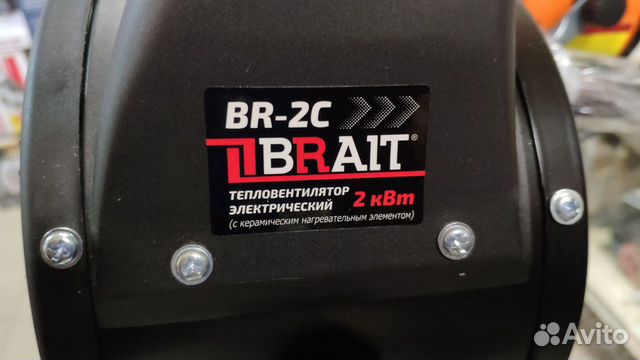 BR-2C
BRAIT®
ТЕПЛОВЕНТИЛЯТОР
ЭЛЕКТРИЧЕСКИЙ 2 кВт
(с керамическим нагревательным элементом)
Avito